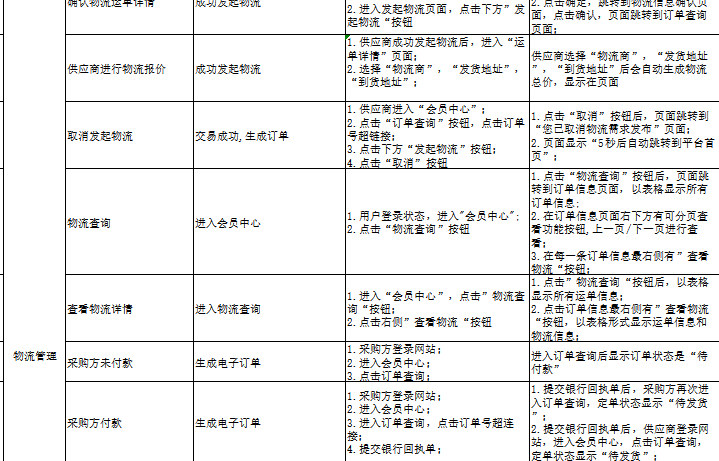 确认物流运单详情
成功发起物流
2.进入发起物流页面，点击下方”发
起物流“按钮
2.点击确定，跳转到物流信息确认页
面，点击确认，页面跳转到订单查询
页面；
供应商进行物流报价
成功发起物流
1.供应商成功发起物流后，进入“运
单详情”页面；
2.选择“物流商”，“发货地址”，
“到货地址”；
供应商选择“物流商”，“发货地址
”，“到货地址”后会自动生成物流
总价，显示在页面
取消发起物流
交易成功,生成订单
1.供应商进入“会员中心”；
2.点击“订单查询”按钮，点击订单
号超链接；
3.点击下方“发起物流”按钮；
4.点击“取消”按钮
1.点击“取消”按钮后，页面跳转到
“您已取消物流需求发布”页面；
2.页面显示“5秒后自动跳转到平台首
页”；
物流查询
进入会员中心
1.用户登录状态，进入"会员中心"；
2.点击“物流查询”按钮
1.点击“物流查询”按钮后，页面跳
转到订单信息页面，以表格显示所有
订单信息；
2.在订单信息页面右下方有可分页查
看功能按钮,上一页/下一页进行查
看；
3.在每一条订单信息最右侧有”查看
物流“按钮；
查看物流详情
进入物流查询
1.进入“会员中心”，点击”物流查
询“按钮；
2.点击右侧”查看物流“按钮
1.点击”物流查询“按钮后，以表格
显示所有运单信息；
2.点击订单信息最右侧有”查看物流
“按钮，以表格形式显示运单信息和
物流信息；
物流管理
采购方未付款
生成电子订单
1.采购方登录网站；
2.进入会员中心；
3.点击订单查询；
进入订单查询后显示订单状态是“待
付款”
采购方付款
生成电子订单
1.采购方登录网站；
2.进入会员中心；
3.进入订单查询，点击订单号超连
接；
4.提交银行回执单；
1.提交银行回执单后，采购方再次进
入订单查询，定单状态显示“待发货
”；
2.提交银行回执单后，供应商登录网
站，进入会员中心，点击订单查询，
定单状态显示“待发货”；